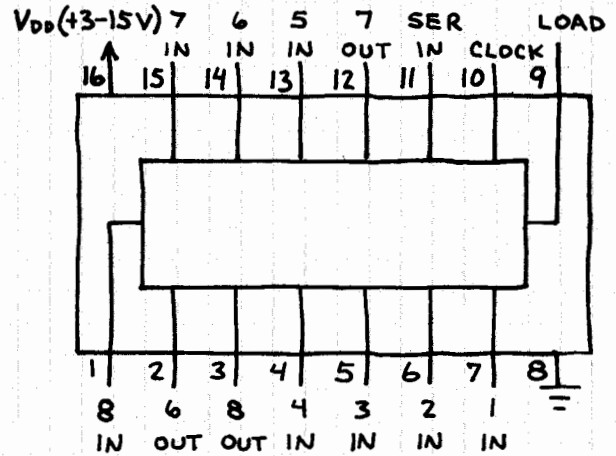 VDD (+3-15V) 7 6 5 7 SER LOAD
IN IN IN OUT IN CLOCK
16 15 14 13 12 11 10 9
1 2 3 4 5 6 7 8
8 6 8 4 3 2 1
IN OUT OUT IN IN IN IN